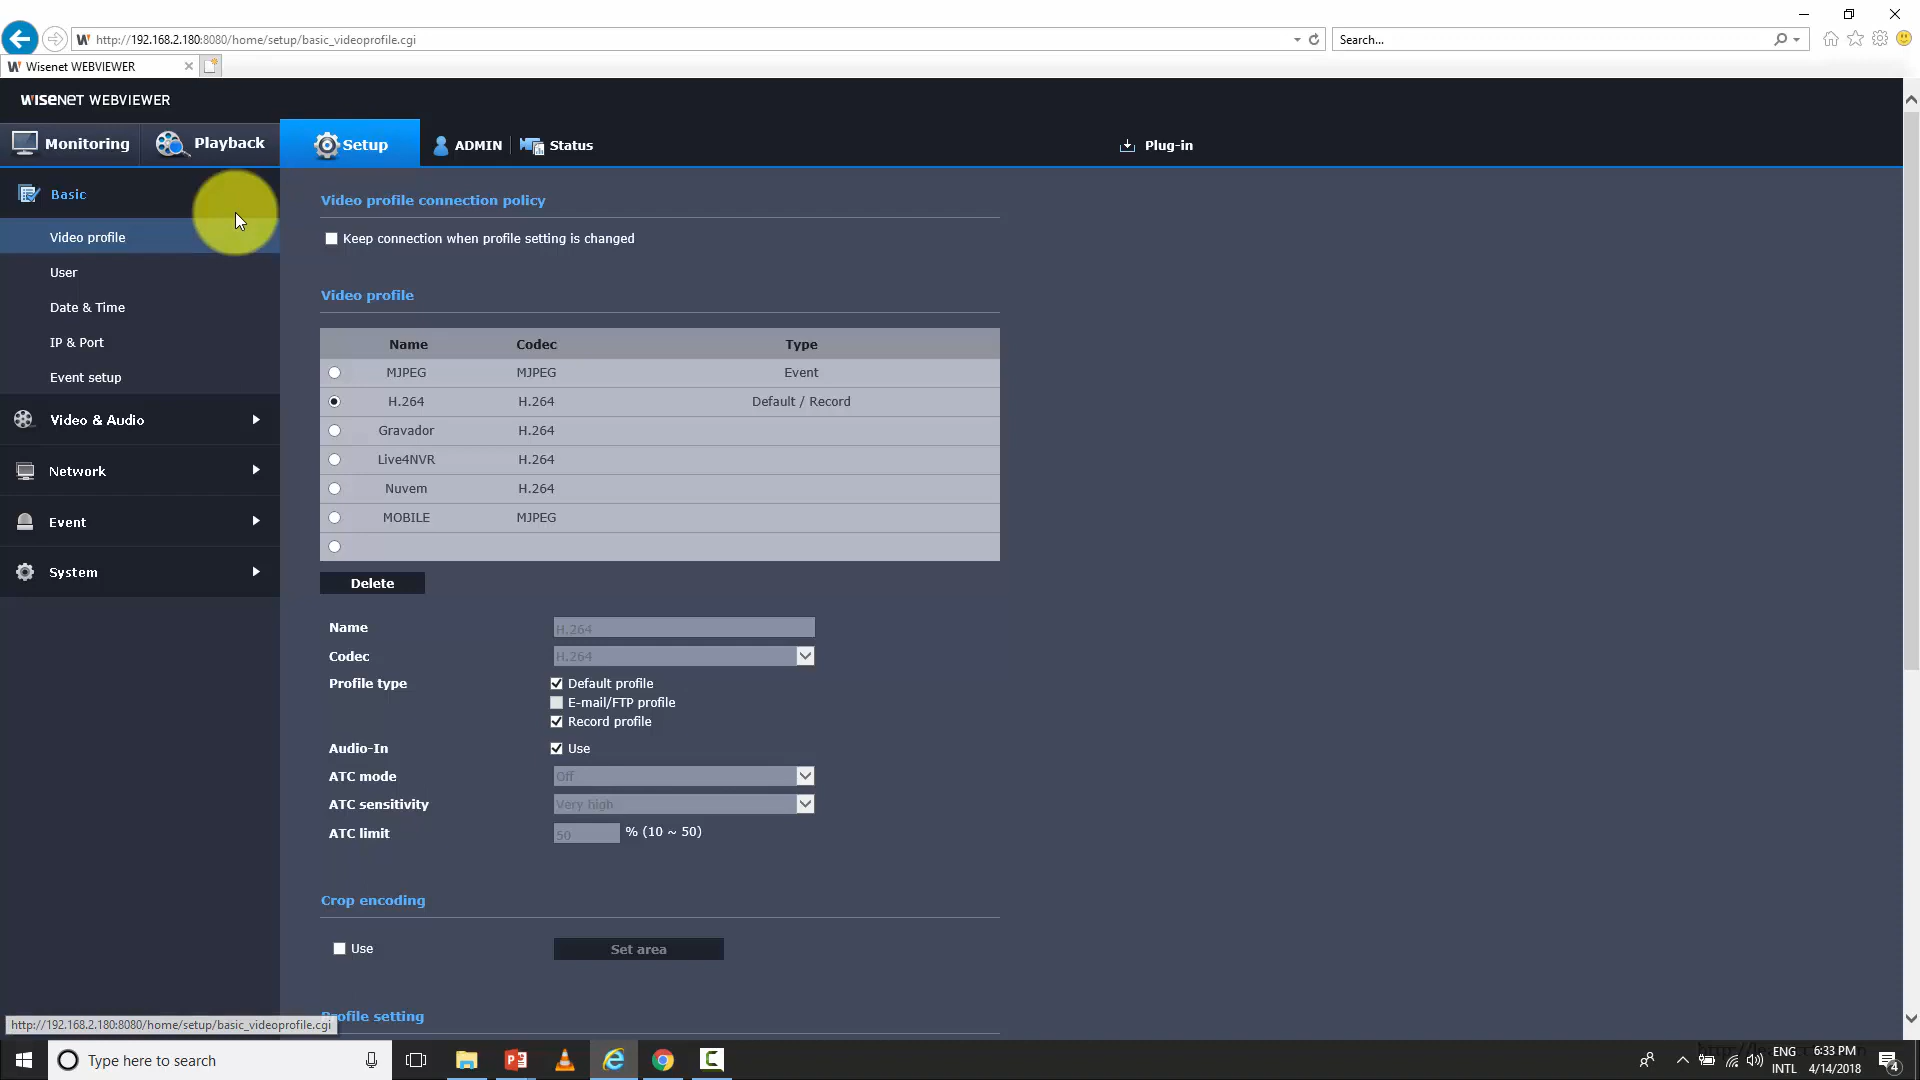 http://192.168.2.180:8080/home/setup/basic_videoprofile.cgi
Search...
Wisenet WEBVIEWER
WISENET WEBVIEWER
Monitoring
Playback
Setup
ADMIN
Status
Plug-in
Basic
Video profile
User
Date & Time
IP & Port
Event setup
Video & Audio
Network
Event
System
Video profile connection policy
Keep connection when profile setting is changed
Video profile
Name Codec Type
MJPEG MJPEG Event
H.264 H.264 Default / Record
Gravador H.264
Live4NVR H.264
Nuvem H.264
MOBILE MJPEG
Delete
Name H.264
Codec H.264
Profile type Default profile
E-mail/FTP profile
Record profile
Audio-In Use
ATC mode Off
ATC sensitivity Very high
ATC limit 50 % (10 ~ 50)
Crop encoding
Use Set area
Profile setting
http://192.168.2.180:8080/home/setup/basic_videoprofile.cgi
Type here to search
ENG
INTL
6:33 PM
4/14/2018
4